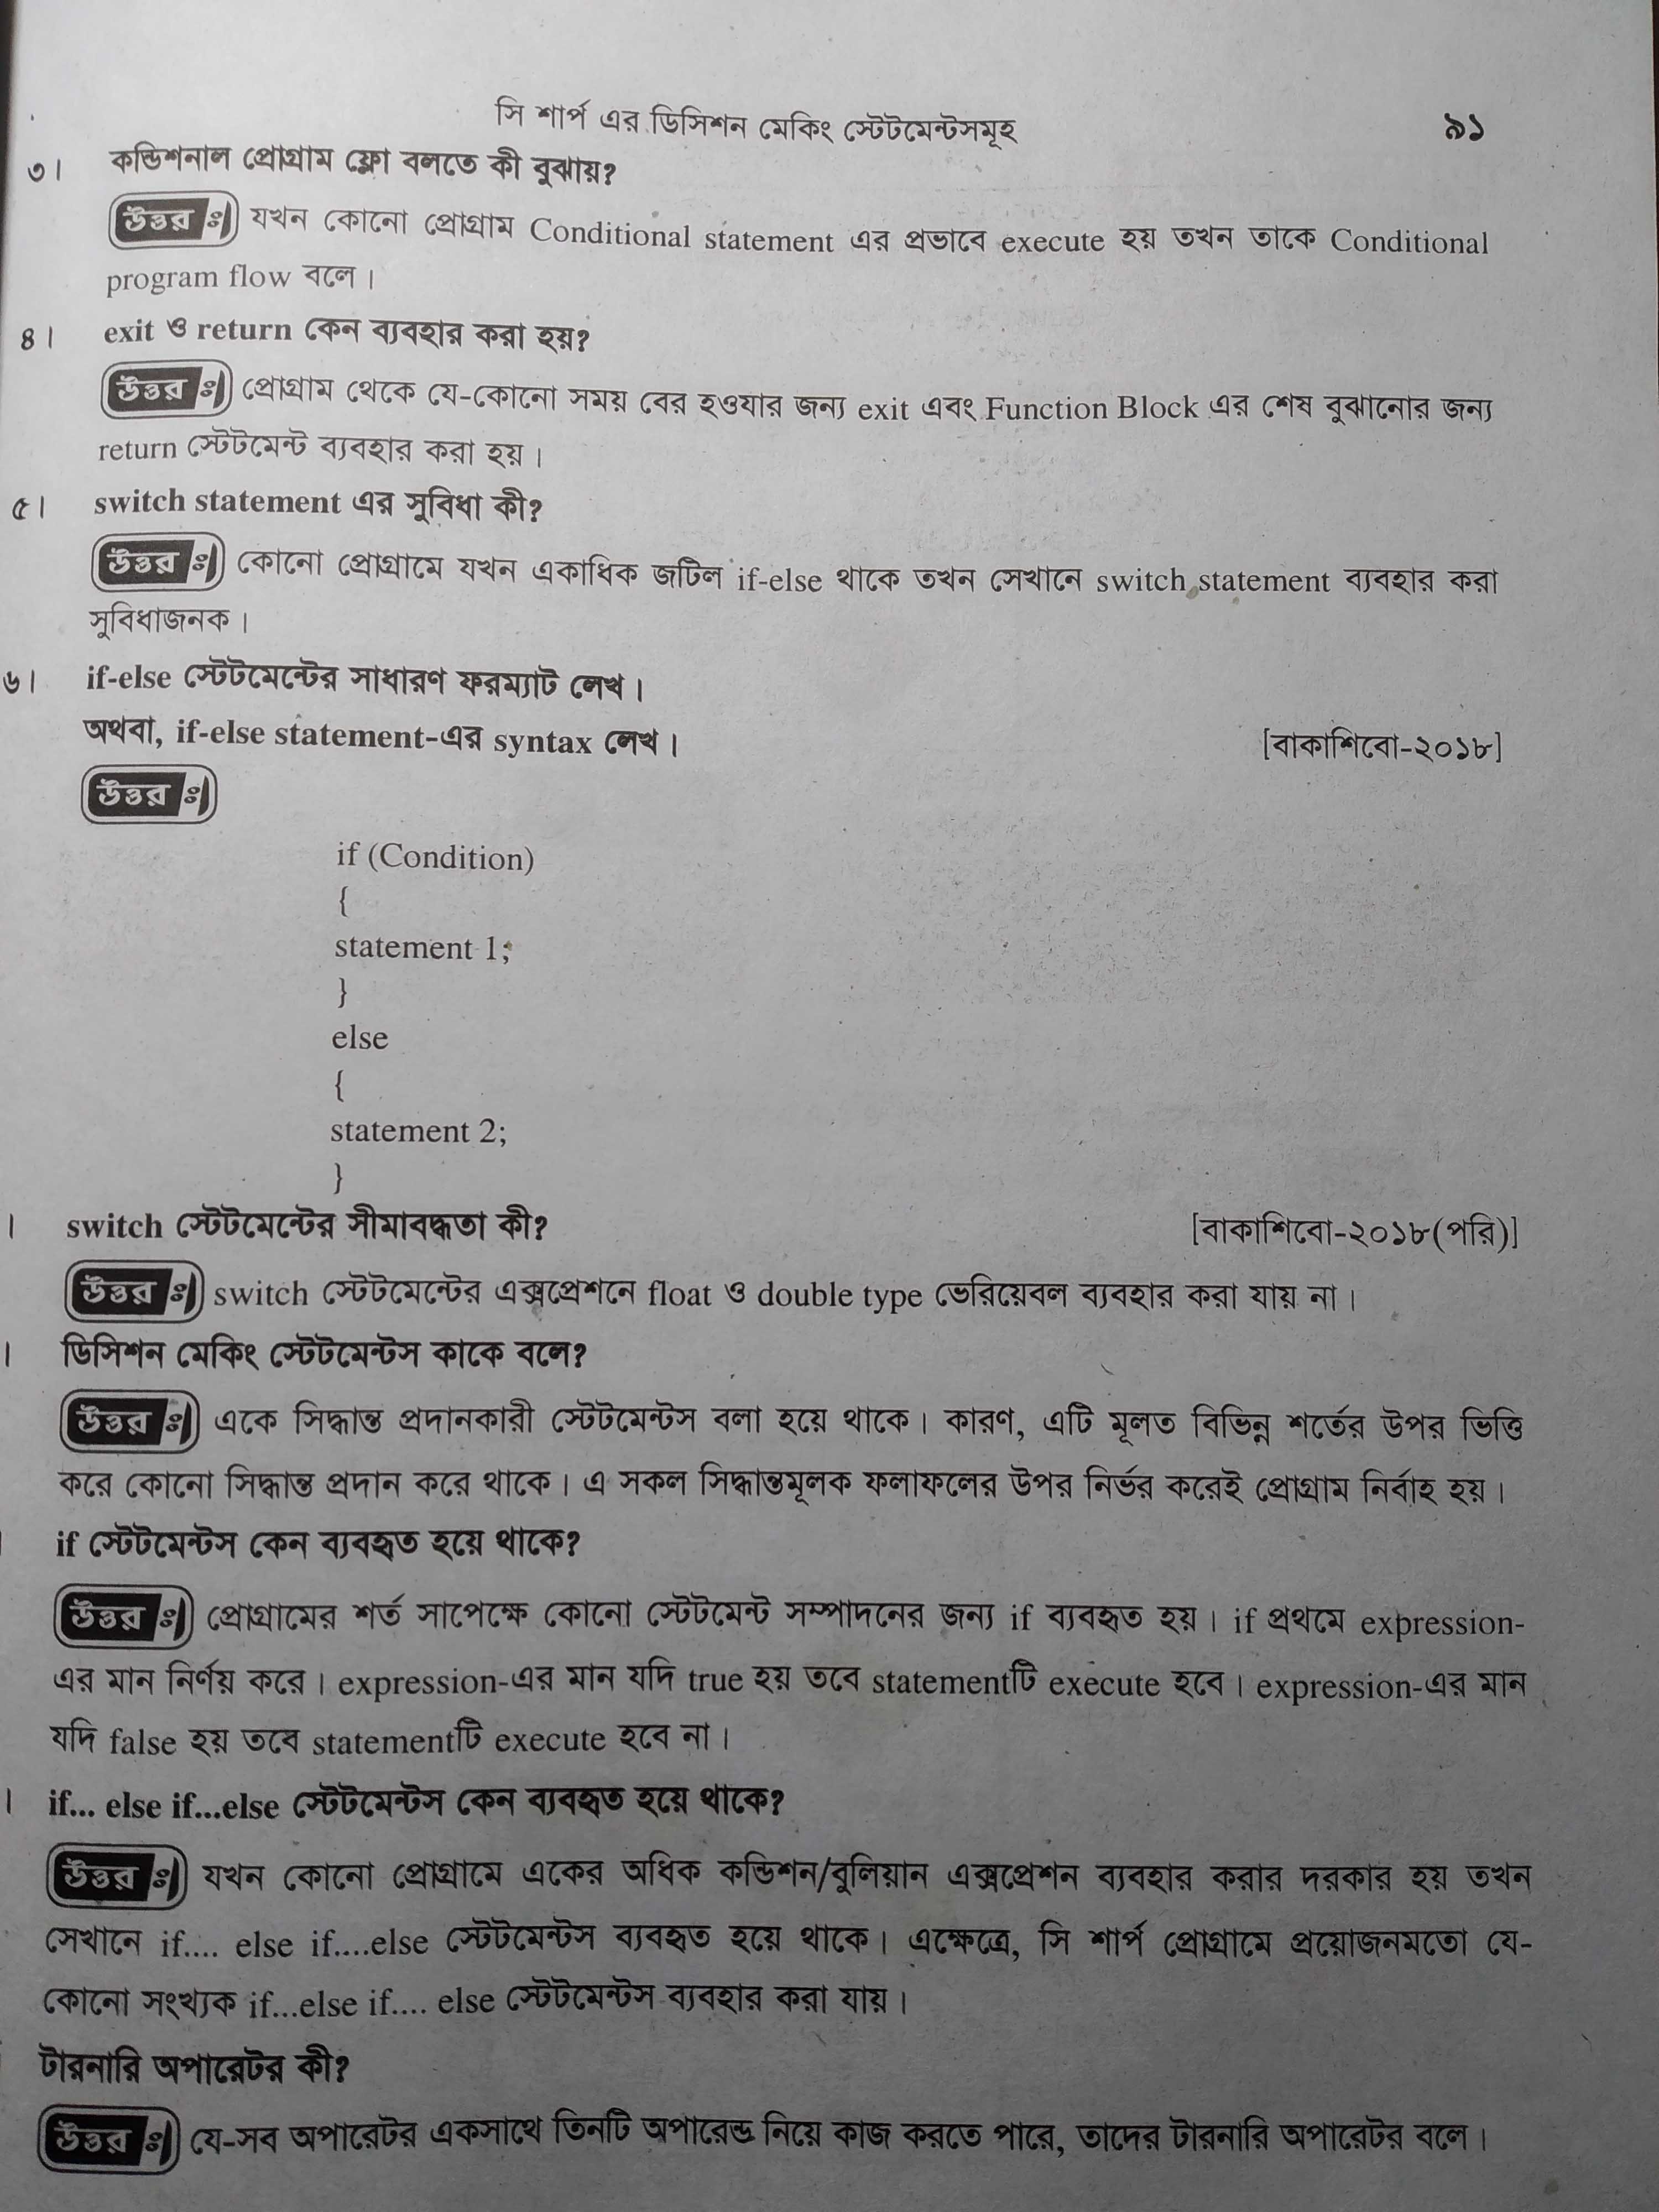 সি শার্প এর ডিসিশন মেকিং স্টেটমেন্টসমূহ ৯১
৩। কন্ডিশনাল প্রোগ্রাম ফ্লো বলতে কী বুঝায়?
উত্তর ঃ যখন কোনো প্রোগ্রাম Conditional statement এর প্রভাবে execute হয় তখন তাকে Conditional
program flow বলে।
৪। exit ও return কেন ব্যবহার করা হয়?
উত্তর ঃ প্রোগ্রাম থেকে যে-কোনো সময় বের হওযার জন্য exit এবং Function Block এর শেষ বুঝানোর জন্য
return স্টেটমেন্ট ব্যবহার করা হয়।
৫। switch statement এর সুবিধা কী?
উত্তর ঃ কোনো প্রোগ্রামে যখন একাধিক জটিল if-else থাকে তখন সেখানে switch statement ব্যবহার করা
সুবিধাজনক।
৬। if-else স্টেটমেন্টের সাধারণ ফরম্যাট লেখ।
অথবা, if-else statement-এর syntax লেখ। [বাকাশিবো-২০১৮]
উত্তর ঃ
if (Condition)
{
statement 1;
}
else
{
statement 2;
}
। switch স্টেটমেন্টের সীমাবদ্ধতা কী? [বাকাশিবো-২০১৮(পরি)]
উত্তর ঃ switch স্টেটমেন্টের এক্সপ্রেশনে float ও double type ভেরিয়েবল ব্যবহার করা যায় না।
। ডিসিশন মেকিং স্টেটমেন্টস কাকে বলে?
উত্তর ঃ একে সিদ্ধান্ত প্রদানকারী স্টেটমেন্টস বলা হয়ে থাকে। কারণ, এটি মূলত বিভিন্ন শর্তের উপর ভিত্তি
করে কোনো সিদ্ধান্ত প্রদান করে থাকে। এ সকল সিদ্ধান্তমূলক ফলাফলের উপর নির্ভর করেই প্রোগ্রাম নির্বাহ হয়।
if স্টেটমেন্টস কেন ব্যবহৃত হয়ে থাকে?
উত্তর ঃ প্রোগ্রামের শর্ত সাপেক্ষে কোনো স্টেটমেন্ট সম্পাদনের জন্য if ব্যবহৃত হয়। if প্রথমে expression-
এর মান নির্ণয় করে। expression-এর মান যদি true হয় তবে statementটি execute হবে। expression-এর মান
যদি false হয় তবে statementটি execute হবে না।
। if... else if...else স্টেটমেন্টস কেন ব্যবহৃত হয়ে থাকে?
উত্তর ঃ যখন কোনো প্রোগ্রামে একের অধিক কন্ডিশন/বুলিয়ান এক্সপ্রেশন ব্যবহার করার দরকার হয় তখন
সেখানে if.... else if....else স্টেটমেন্টস ব্যবহৃত হয়ে থাকে। এক্ষেত্রে, সি শার্প প্রোগ্রামে প্রয়োজনমতো যে-
কোনো সংখ্যক if...else if.... else স্টেটমেন্টস ব্যবহার করা যায়।
টারনারি অপারেটর কী?
উত্তর ঃ যে-সব অপারেটর একসাথে তিনটি অপারেন্ড নিয়ে কাজ করতে পারে, তাদের টারনারি অপারেটর বলে।